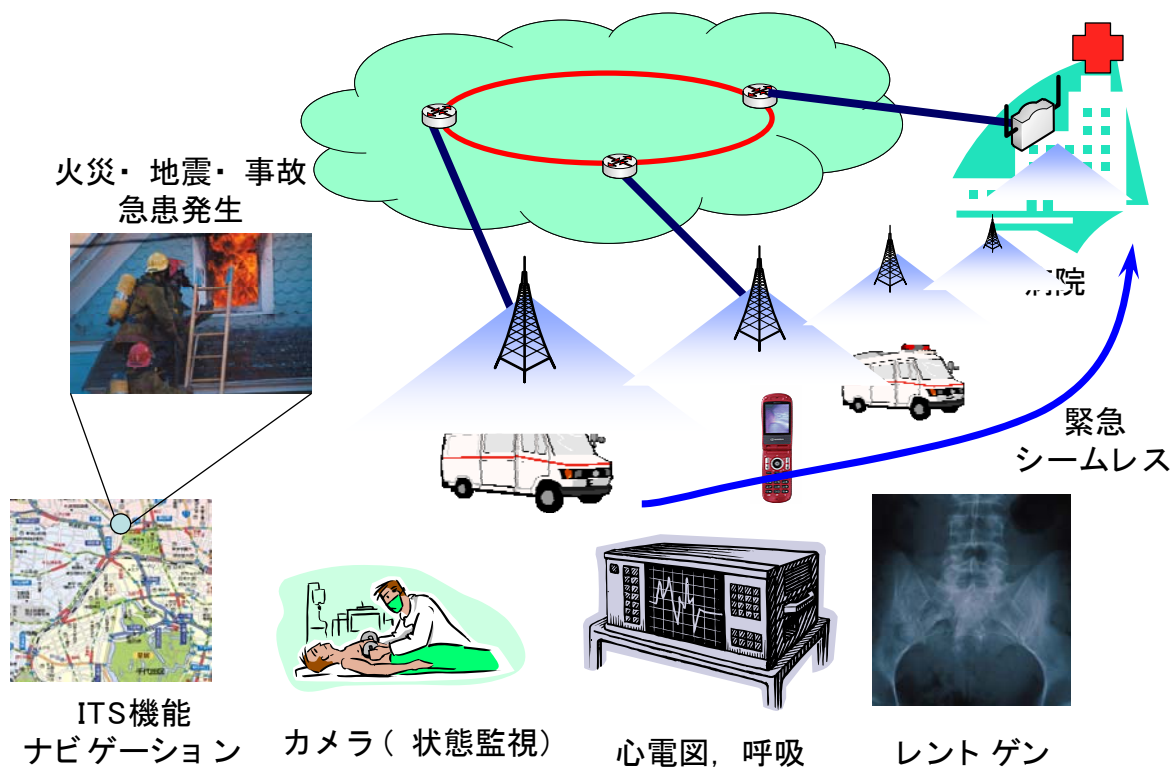 火災・地震・事故
急患発生
病院
緊急
シームレス
ITS機能
ナビゲーション
カメラ(状態監視)
心電図, 呼吸
レントゲン